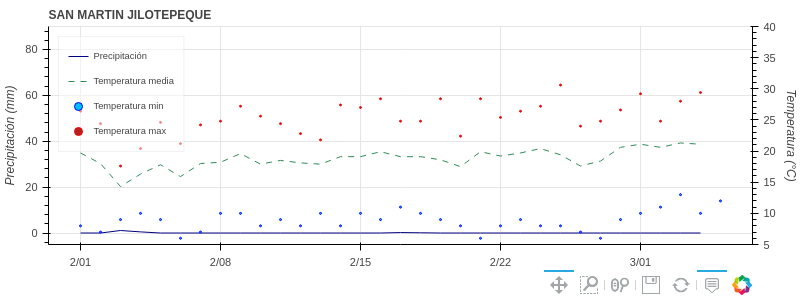 SAN MARTIN JILOTEPEQUE
Precipitación (mm)
80
60
40
20
0
Precipitación
Temperatura media
Temperatura min
Temperatura max
40
35
30
25
20
15
10
5
Temperatura (°C)
2/01
2/08
2/15
2/22
3/01